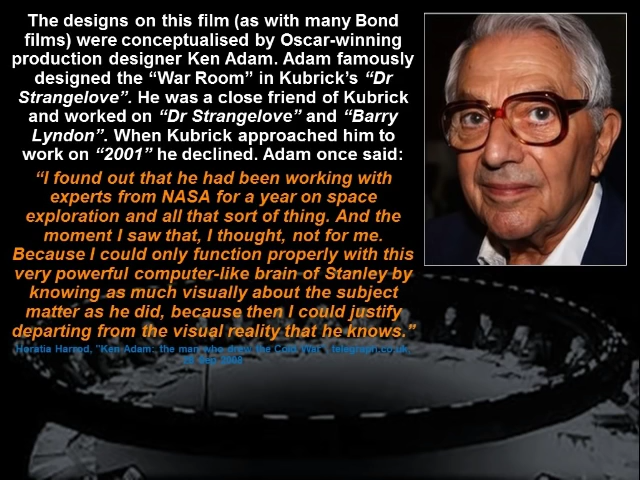 The designs on this film (as with many Bond
films) were conceptualised by Oscar-winning
production designer Ken Adam. Adam famously
designed the “War Room” in Kubrick’s “Dr
Strangelove”. He was a close friend of Kubrick
and worked on “Dr Strangelove” and “Barry
Lyndon”. When Kubrick approached him to
work on “2001” he declined. Adam once said:
“I found out that he had been working with
experts from NASA for a year on space
exploration and all that sort of thing. And the
moment I saw that, I thought, not for me.
Because I could only function properly with this
very powerful computer-like brain of Stanley by
knowing as much visually about the subject
matter as he did, because then I could justify
departing from the visual reality that he knows.”
Horatia Harrod, "Ken Adam: the man who drew the Cold War" telegraph.co.uk